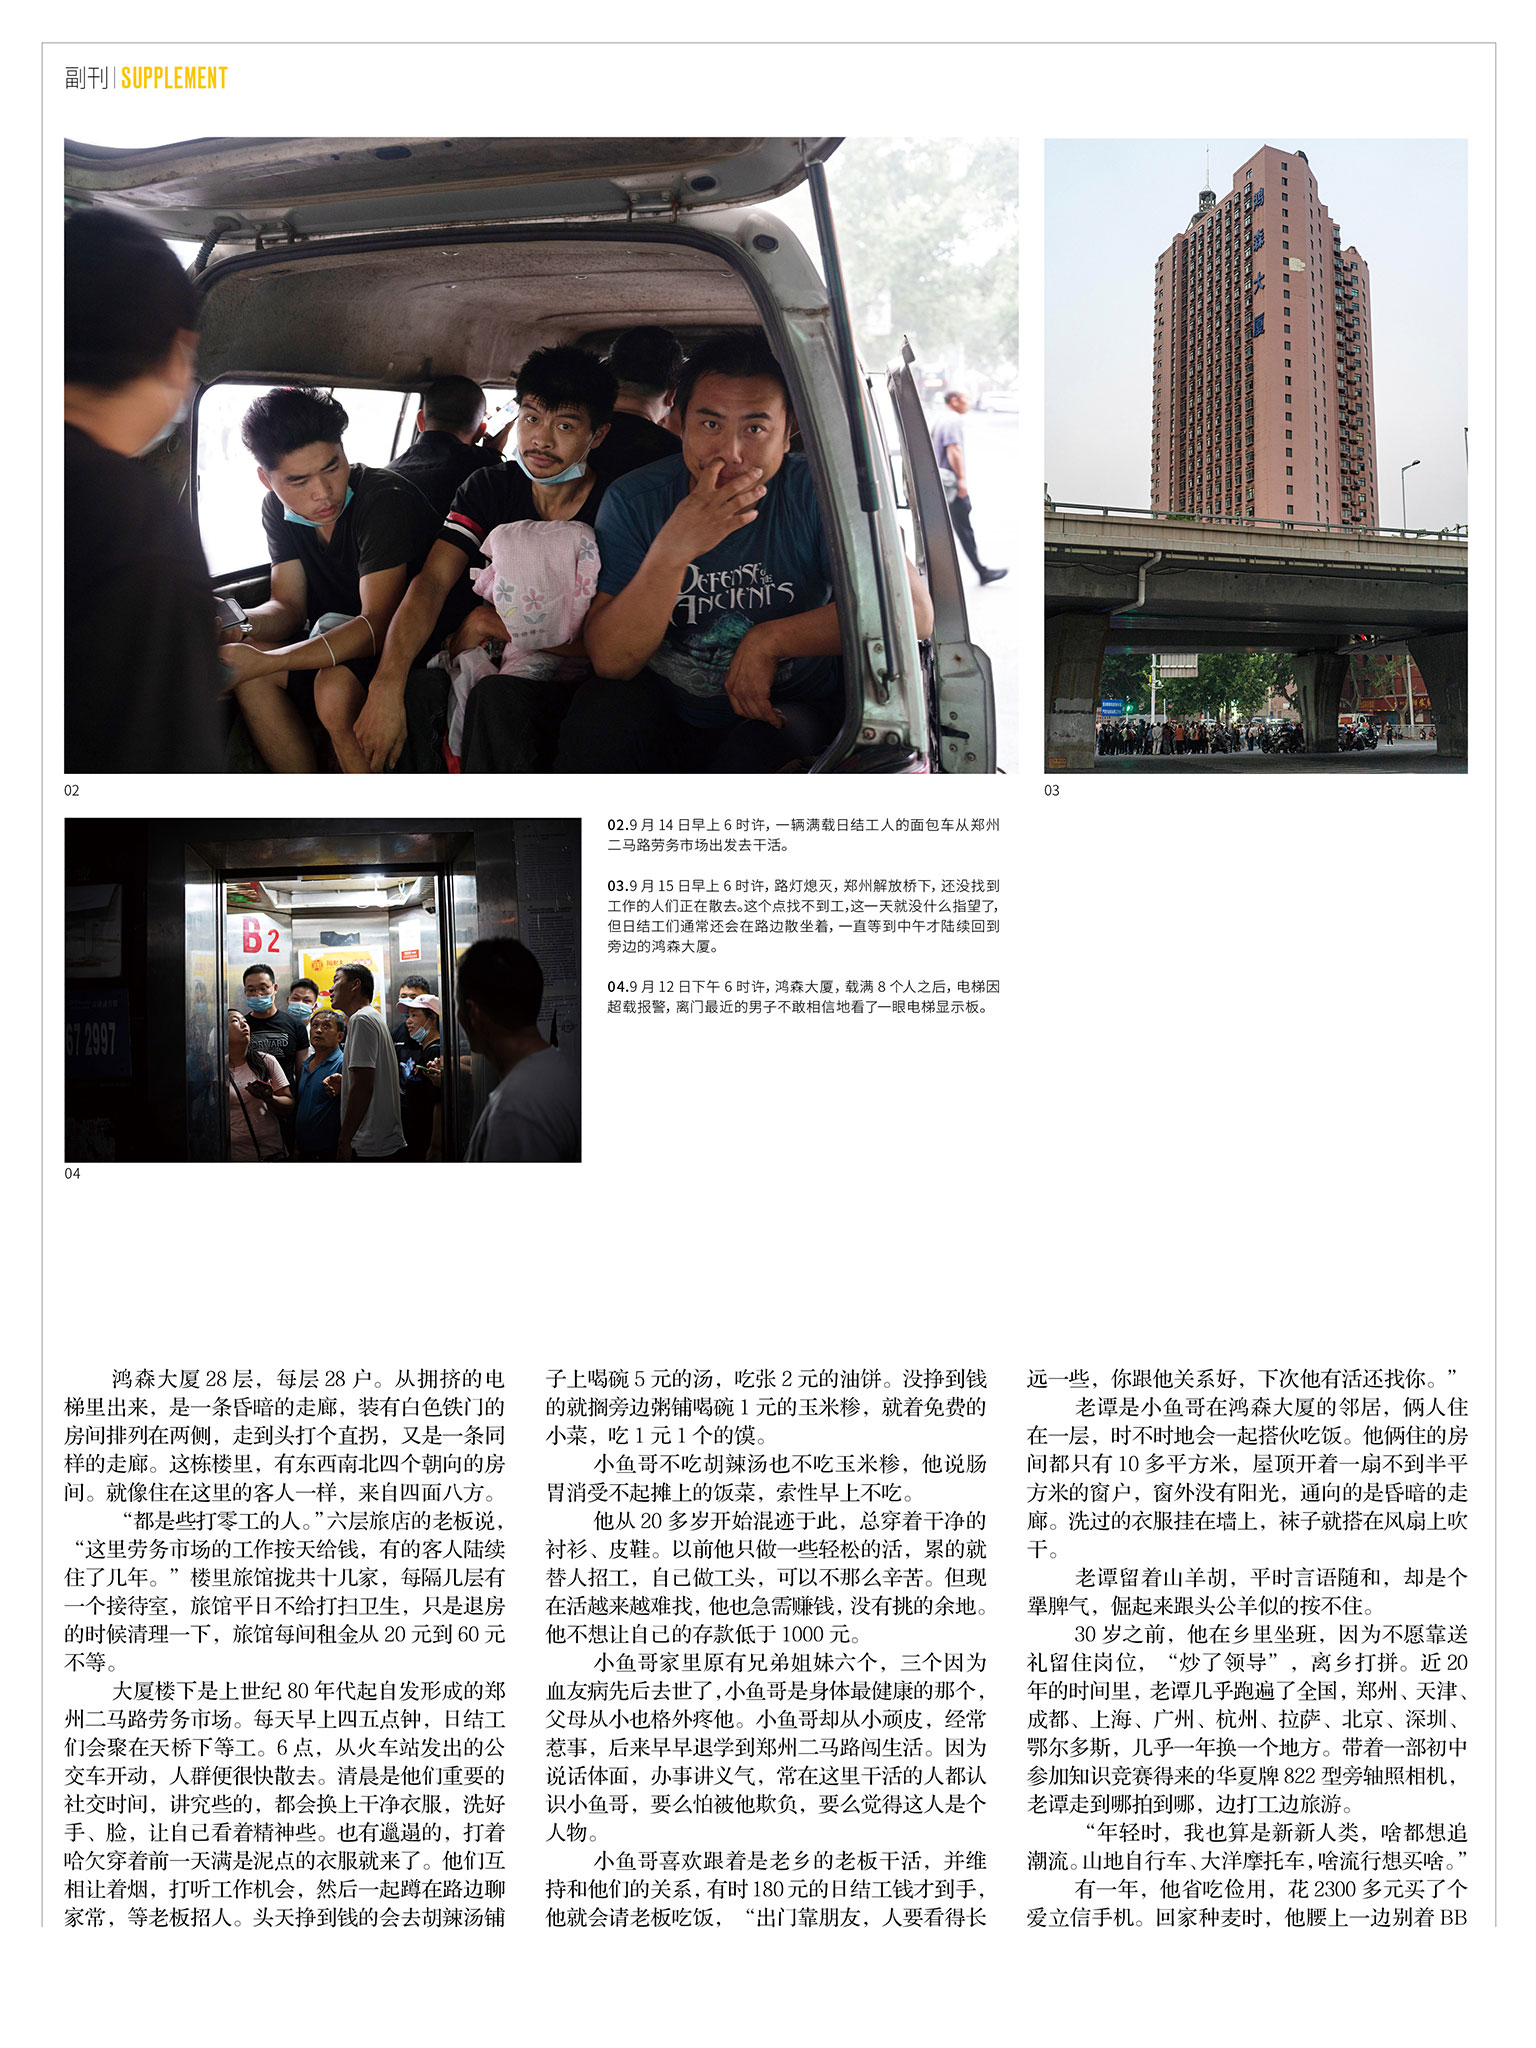 副刊 | SUPPLEMENT
鸿森大厦
DEFENSE OF THE
ANCIENTS
02
03
B2
FORWARD
67 2997
04
02.9 月 14 日早上 6 时许，一辆满载日结工人的面包车从郑州
二马路劳务市场出发去干活。
03.9 月 15 日早上 6 时许，路灯熄灭，郑州解放桥下，还没找到
工作的人们正在散去。这个点找不到工，这一天就没什么指望了，
但日结工们通常还会在路边散坐着，一直等到中午才陆续回到
旁边的鸿森大厦。
04.9 月 12 日下午 6 时许，鸿森大厦，载满 8 个人之后，电梯因
超载报警，离门最近的男子不敢相信地看了一眼电梯显示板。
鸿森大厦 28 层，每层 28 户。从拥挤的电
梯里出来，是一条昏暗的走廊，装有白色铁门的
房间排列在两侧，走到头打个直拐，又是一条同
样的走廊。这栋楼里，有东西南北四个朝向的房
间。就像住在这里的客人一样，来自四面八方。
“都是些打零工的人。”六层旅店的老板说，
“这里劳务市场的工作按天给钱，有的客人陆续
住了几年。”楼里旅馆拢共十几家，每隔几层有
一个接待室，旅馆平日不给打扫卫生，只是退房
的时候清理一下，旅馆每间租金从 20 元到 60 元
不等。
大厦楼下是上世纪 80 年代起自发形成的郑
州二马路劳务市场。每天早上四五点钟，日结工
们会聚在天桥下等工。6 点，从火车站发出的公
交车开动，人群便很快散去。清晨是他们重要的
社交时间，讲究些的，都会换上干净衣服，洗好
手、脸，让自己看着精神些。也有邋遢的，打着
哈欠穿着前一天满是泥点的衣服就来了。他们互
相让着烟，打听工作机会，然后一起蹲在路边聊
家常，等老板招人。头天挣到钱的会去胡辣汤铺
子上喝碗 5 元的汤，吃张 2 元的油饼。没挣到钱
的就搁旁边粥铺喝碗 1 元的玉米糁，就着免费的
小菜，吃 1 元 1 个的馍。
小鱼哥不吃胡辣汤也不吃玉米糁，他说肠
胃消受不起摊上的饭菜，索性早上不吃。
他从 20 多岁开始混迹于此，总穿着干净的
衬衫、皮鞋。以前他只做一些轻松的活，累的就
替人招工，自己做工头，可以不那么辛苦。但现
在活越来越难找，他也急需赚钱，没有挑的余地。
他不想让自己的存款低于 1000 元。
小鱼哥家里原有兄弟姐妹六个，三个因为
血友病先后去世了，小鱼哥是身体最健康的那个，
父母从小也格外疼他。小鱼哥却从小顽皮，经常
惹事，后来早早退学到郑州二马路闯生活。因为
说话体面，办事讲义气，常在这里干活的人都认
识小鱼哥，要么怕被他欺负，要么觉得这人是个
人物。
小鱼哥喜欢跟着是老乡的老板干活，并维
持和他们的关系，有时 180 元的日结工钱才到手，
他就会请老板吃饭，“出门靠朋友，人要看得长
远一些，你跟他关系好，下次他有活还找你。”
老谭是小鱼哥在鸿森大厦的邻居，俩人住
在一层，时不时地会一起搭伙吃饭。他俩住的房
间都只有 10 多平方米，屋顶开着一扇不到半平
方米的窗户，窗外没有阳光，通向的是昏暗的走
廊。洗过的衣服挂在墙上，袜子就搭在风扇上吹
干。
老谭留着山羊胡，平时言语随和，却是个
犟脾气，倔起来跟头公羊似的按不住。
30 岁之前，他在乡里坐班，因为不愿靠送
礼留住岗位，“炒了领导”，离乡打拼。近 20
年的时间里，老谭几乎跑遍了全国，郑州、天津、
成都、上海、广州、杭州、拉萨、北京、深圳、
鄂尔多斯，几乎一年换一个地方。带着一部初中
参加知识竞赛得来的华夏牌 822 型旁轴照相机，
老谭走到哪拍到哪，边打工边旅游。
“年轻时，我也算是新新人类，啥都想追
潮流。山地自行车、大洋摩托车，啥流行想买啥。”
有一年，他省吃俭用，花 2300 多元买了个
爱立信手机。回家种麦时，他腰上一边别着 BB